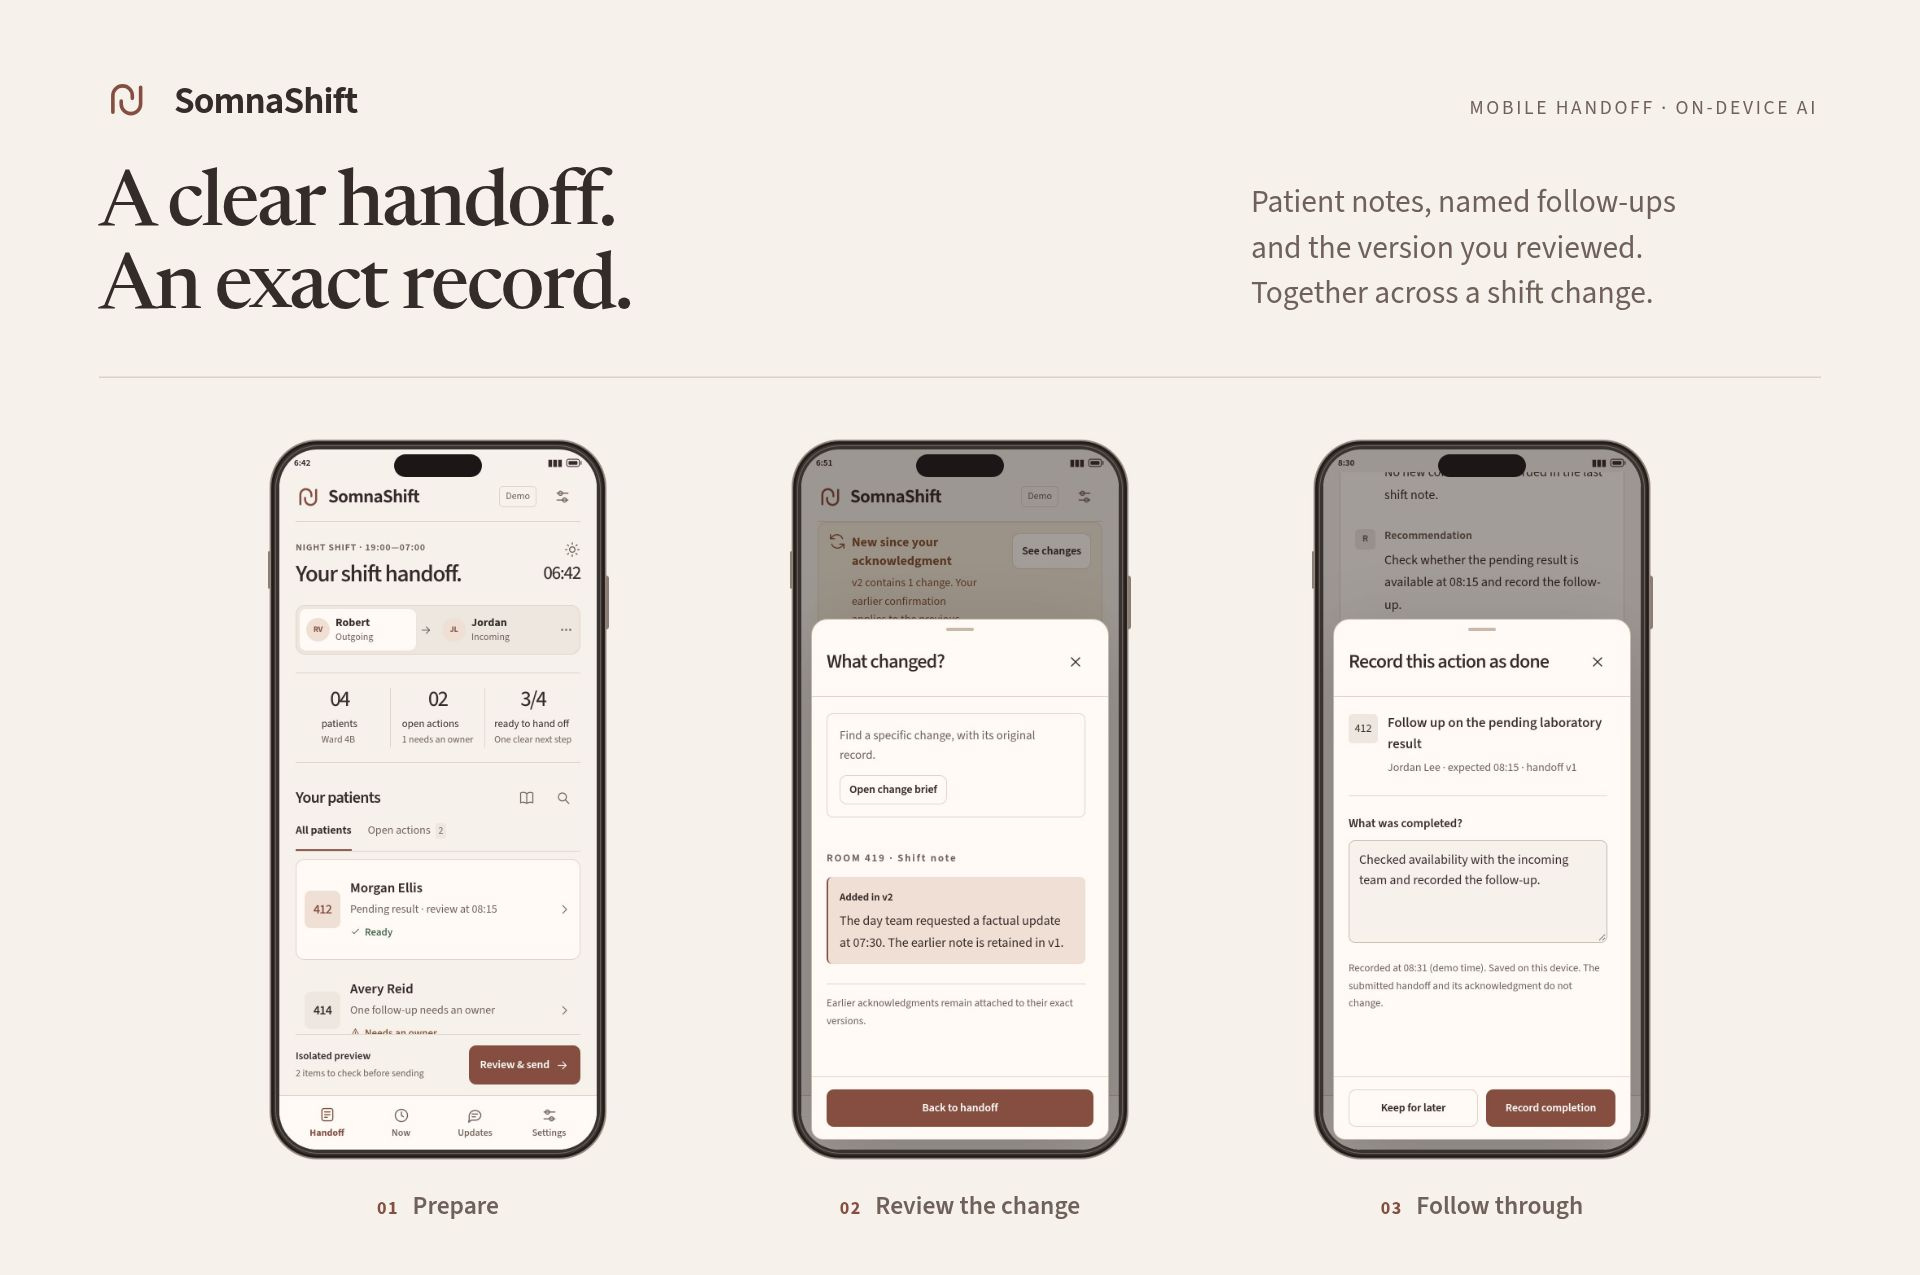 SomnaShift
MOBILE HANDOFF · ON-DEVICE AI
A clear handoff.
An exact record.
Patient notes, named follow-ups
and the version you reviewed.
Together across a shift change.
6:42
SomnaShift
Demo
NIGHT SHIFT · 19:00—07:00
Your shift handoff.
06:42
RV
Robert
Outgoing
→
JL
Jordan
Incoming
04
patients
Ward 4B
02
open actions
1 needs an owner
3/4
ready to hand off
One clear next step
Your patients
All patients
Open actions 2
412
Morgan Ellis
Pending result · review at 08:15
Ready
414
Avery Reid
One follow-up needs an owner
Needs an owner
Isolated preview
2 items to check before sending
Review & send →
Handoff
Now
Updates
Settings
01 Prepare
6:51
SomnaShift
Demo
New since your
acknowledgment
See changes
v2 contains 1 change. Your
earlier confirmation
applies to the previous
What changed?
Find a specific change, with its original
record.
Open change brief
ROOM 419 · Shift note
Added in v2
The day team requested a factual update
at 07:30. The earlier note is retained in v1.
Earlier acknowledgments remain attached to their exact
versions.
Back to handoff
02 Review the change
8:30
No new
in the last
shift note.
R
Recommendation
Check whether the pending result is
available at 08:15 and record the follow-
up.
Record this action as done
412
Follow up on the pending laboratory
result
Jordan Lee · expected 08:15 · handoff v1
What was completed?
Checked availability with the incoming
team and recorded the follow-up.
Recorded at 08:31 (demo time). Saved on this device. The
submitted handoff and its acknowledgment do not
change.
Keep for later
Record completion
03 Follow through